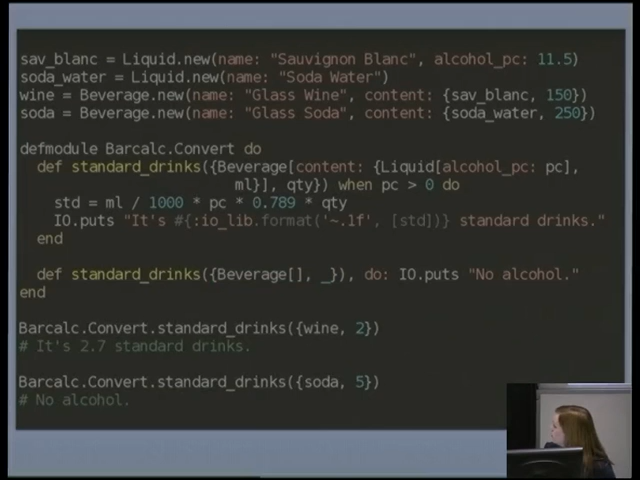 sav_blanc = Liquid.new(name: "Sauvignon Blanc", alcohol_pc: 11.5)
soda_water = Liquid.new(name: "Soda Water")
wine = Beverage.new(name: "Glass Wine", content: {sav_blanc, 150})
soda = Beverage.new(name: "Glass Soda", content: {soda_water, 250})
defmodule Barcalc.Convert do
def standard_drinks({Beverage[content: {Liquid[alcohol_pc: pc],
ml}], qty}) when pc > 0 do
std = ml / 1000 * pc * 0.789 * qty
IO.puts "It's #{:io_lib.format('~.1f', [std])} standard drinks."
end
def standard_drinks({Beverage[], _}), do: IO.puts "No alcohol."
end
Barcalc.Convert.standard_drinks({wine, 2})
# It's 2.7 standard drinks.
Barcalc.Convert.standard_drinks({soda, 5})
# No alcohol.